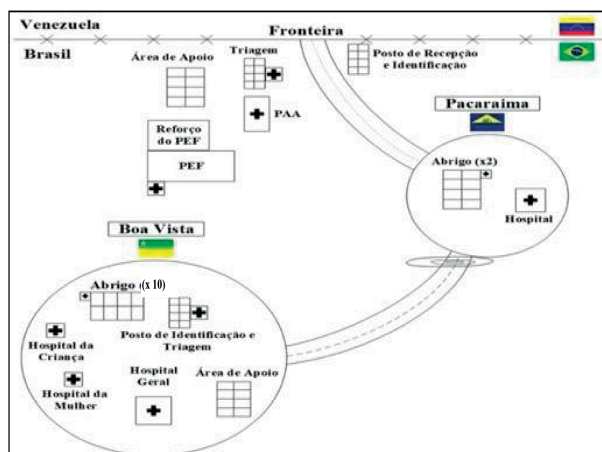 Venezuela
Fronteira
Brasil
Área de Apoio
Triagem
Posto de Recepção
e Identificação
PAA
Reforço
do PEF
PEF
Pacaraima
Abrigo (x2)
Hospital
Boa Vista
Abrigo (x 10)
Posto de Identificação e
Triagem
Hospital da
Criança
Hospital da
Mulher
Hospital
Geral
Área de Apoio